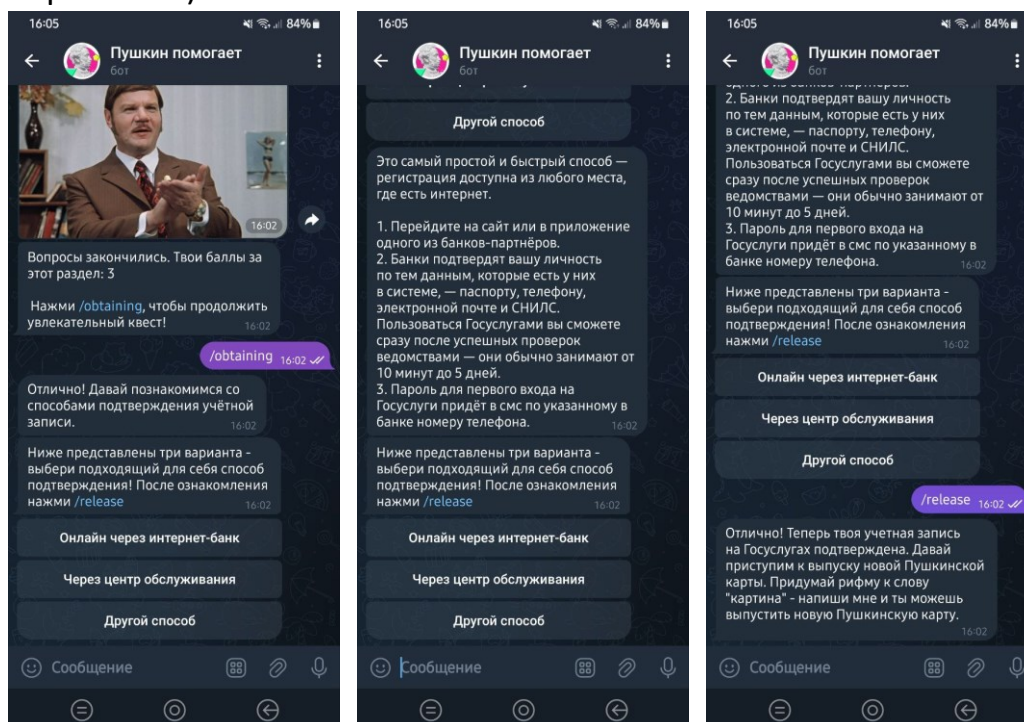 16:05
84%
Пушкин помогает
бот
16:02
Вопросы закончились. Твои баллы за
этот раздел: 3
Нажми /obtaining, чтобы продолжить
увлекательный квест!
16:02
/obtaining 16:02
Отлично! Давай познакомимся со
способами подтверждения учётной
записи.
16:02
Ниже представлены три варианта -
выбери подходящий для себя способ
подтверждения! После ознакомления
нажми /release
16:02
Онлайн через интернет-банк
Через центр обслуживания
Другой способ
Сообщение
16:05
84%
Пушкин помогает
бот
Другой способ
Это самый простой и быстрый способ —
регистрация доступна из любого места,
где есть интернет.
1. Перейдите на сайт или в приложение
одного из банков-партнёров.
2. Банки подтвердят вашу личность
по тем данным, которые есть у них
в системе, — паспорту, телефону,
электронной почте и СНИЛС.
Пользоваться Госуслугами вы сможете
сразу после успешных проверок
ведомствами — они обычно занимают от
10 минут до 5 дней.
3. Пароль для первого входа на
Госуслуги придёт в смс по указанному в
банке номеру телефона.
16:02
Ниже представлены три варианта -
выбери подходящий для себя способ
подтверждения! После ознакомления
нажми /release
16:02
Онлайн через интернет-банк
Через центр обслуживания
Другой способ
Сообщение
16:05
84%
Пушкин помогает
бот
одного из банков-партнёров.
2. Банки подтвердят вашу личность
по тем данным, которые есть у них
в системе, — паспорту, телефону,
электронной почте и СНИЛС.
Пользоваться Госуслугами вы сможете
сразу после успешных проверок
ведомствами — они обычно занимают от
10 минут до 5 дней.
3. Пароль для первого входа на
Госуслуги придёт в смс по указанному в
банке номеру телефона.
16:02
Ниже представлены три варианта -
выбери подходящий для себя способ
подтверждения! После ознакомления
нажми /release
16:02
Онлайн через интернет-банк
Через центр обслуживания
Другой способ
/release 16:02
Отлично! Теперь твоя учетная запись
на Госуслугах подтверждена. Давай
приступим к выпуску новой Пушкинской
карты. Придумай рифму к слову
"картина" - напиши мне и ты можешь
выпустить новую Пушкинскую карту.
16:02
Сообщение